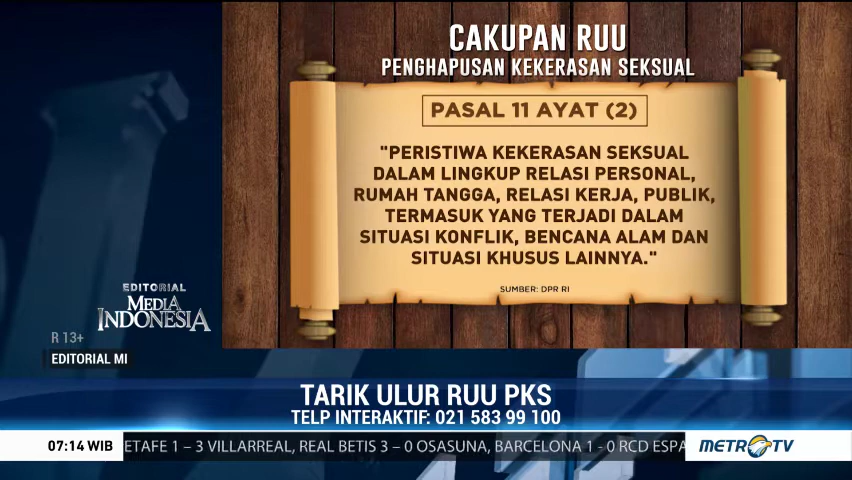 CAKUPAN RUU
PENGHAPUSAN KEKERASAN SEKSUAL
PASAL 11 AYAT (2)
"PERISTIWA KEKERASAN SEKSUAL
DALAM LINGKUP RELASI PERSONAL,
RUMAH TANGGA, RELASI KERJA, PUBLIK,
TERMASUK YANG TERJADI DALAM
SITUASI KONFLIK, BENCANA ALAM DAN
SITUASI KHUSUS LAINNYA."
SUMBER: DPR RI
EDITORIAL
MEDIA
INDONESIA
R 13+
EDITORIAL MI
TARIK ULUR RUU PKS
TELP INTERAKTIF: 021 583 99 100
07:14 WIB ETAFE 1 – 3 VILLARREAL, REAL BETIS 3 – 0 OSASUNA, BARCELONA 1 - 0 RCD ESPA METRO TV